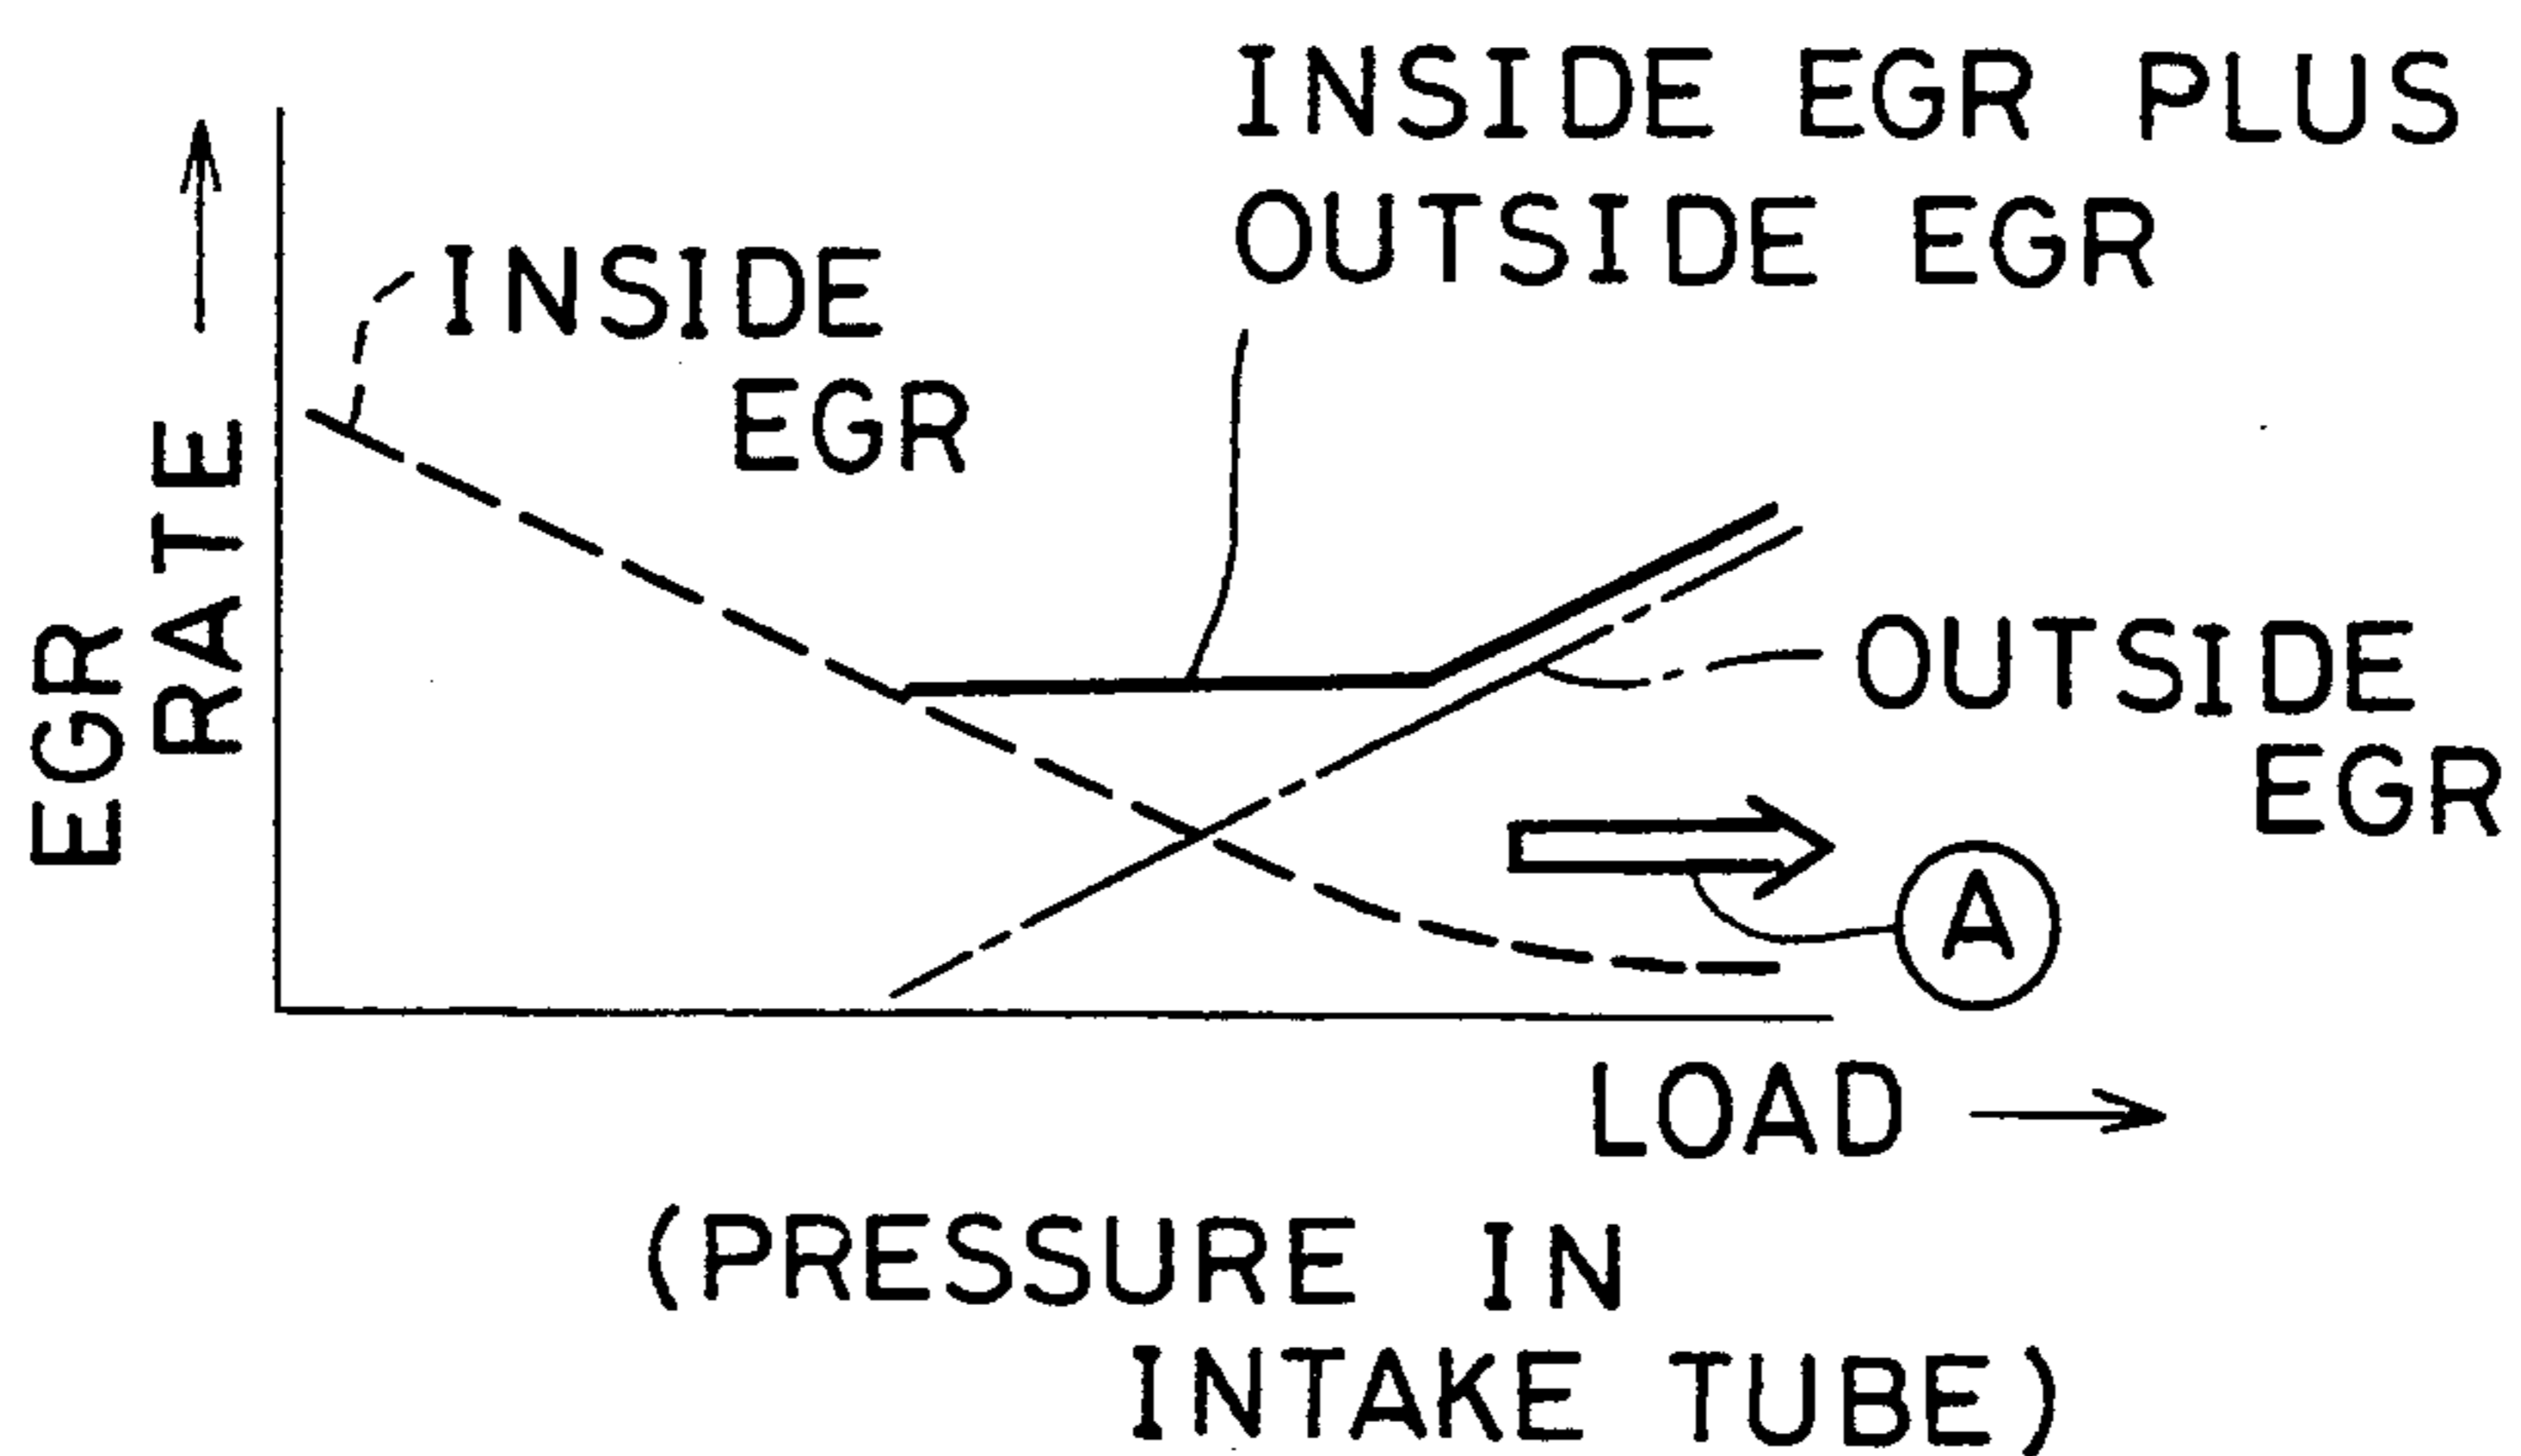 INSIDE EGR PLUS
OUTSIDE EGR
INSIDE
EGR
EGR
RATE
OUTSIDE
EGR
A
LOAD
(PRESSURE IN
INTAKE TUBE)